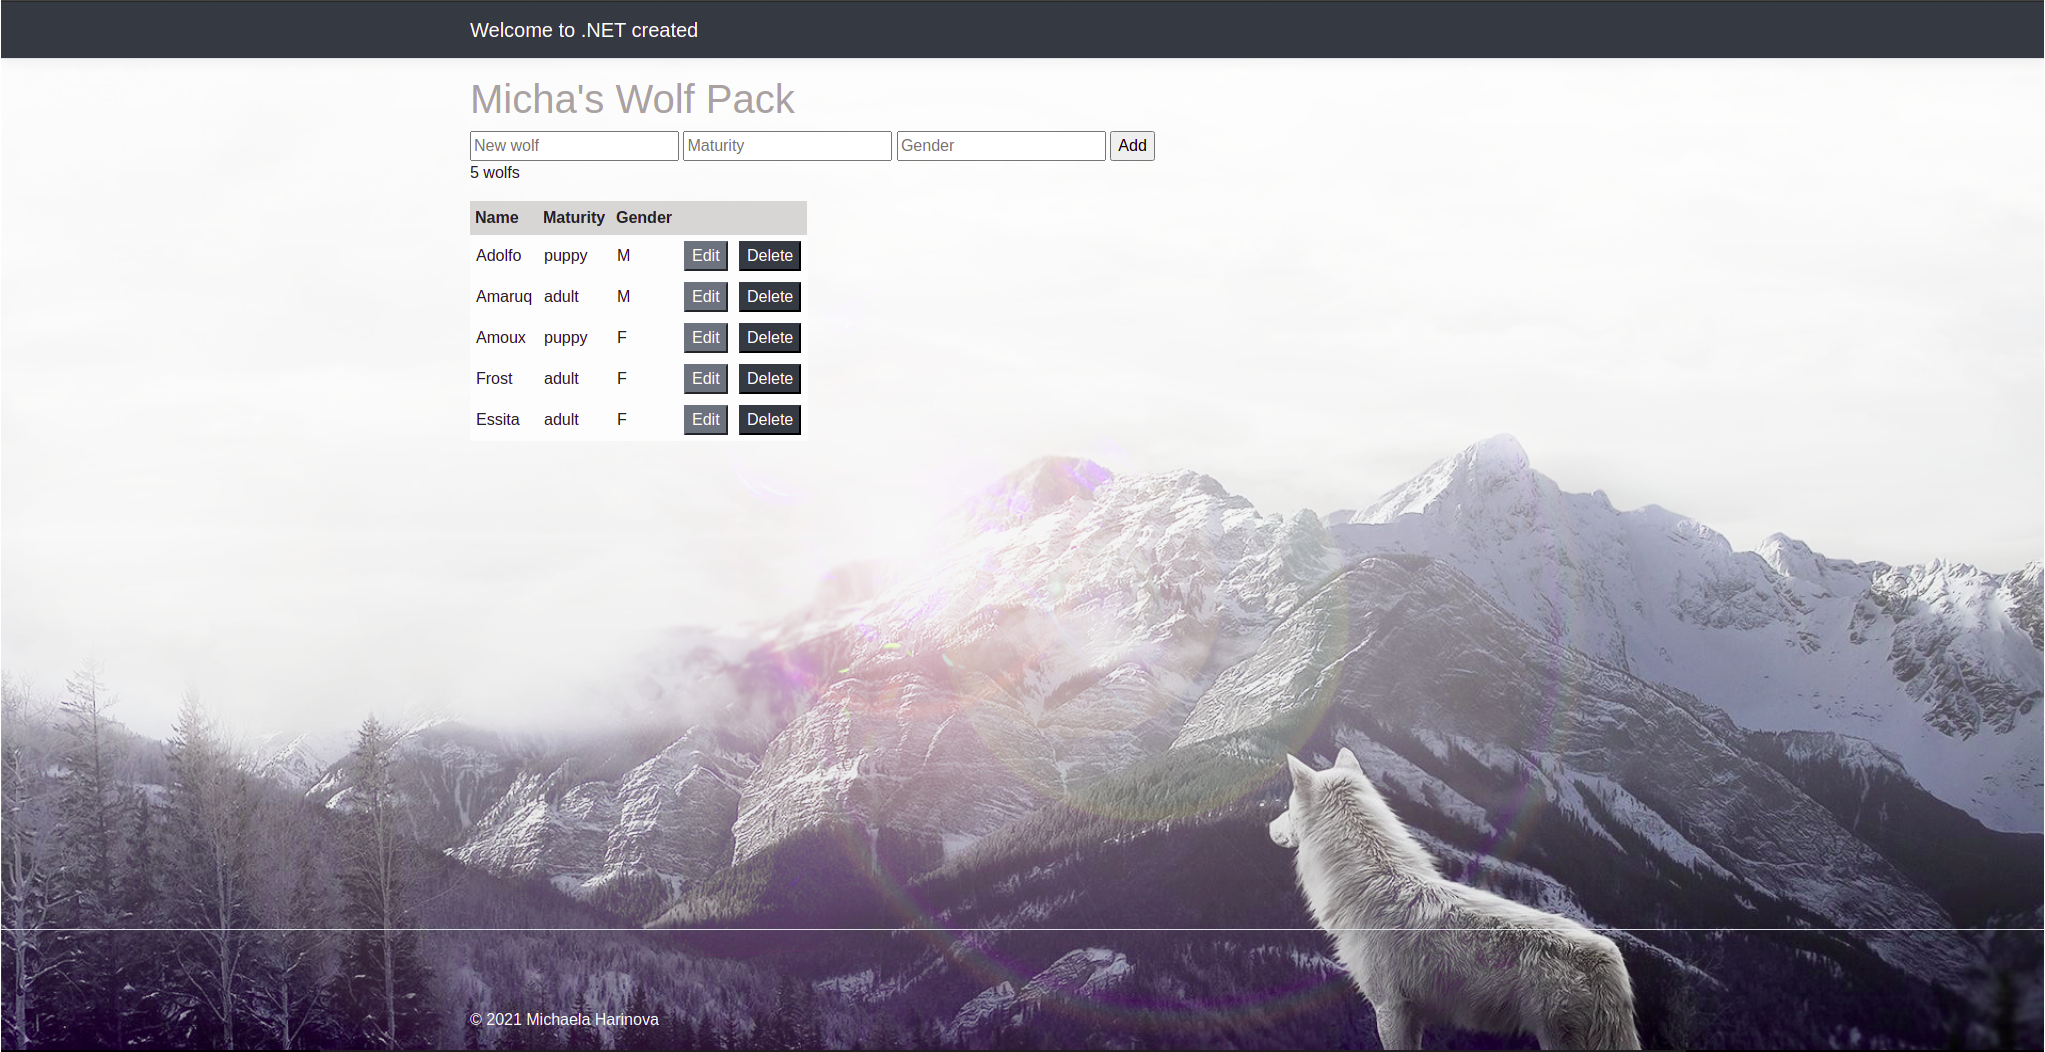 Welcome to .NET created
Micha's Wolf Pack
New wolf Maturity Gender Add
5 wolfs
Name Maturity Gender
Adolfo puppy M Edit Delete
Amaruq adult M Edit Delete
Amoux puppy F Edit Delete
Frost adult F Edit Delete
Essita adult F Edit Delete
© 2021 Michaela Harinova